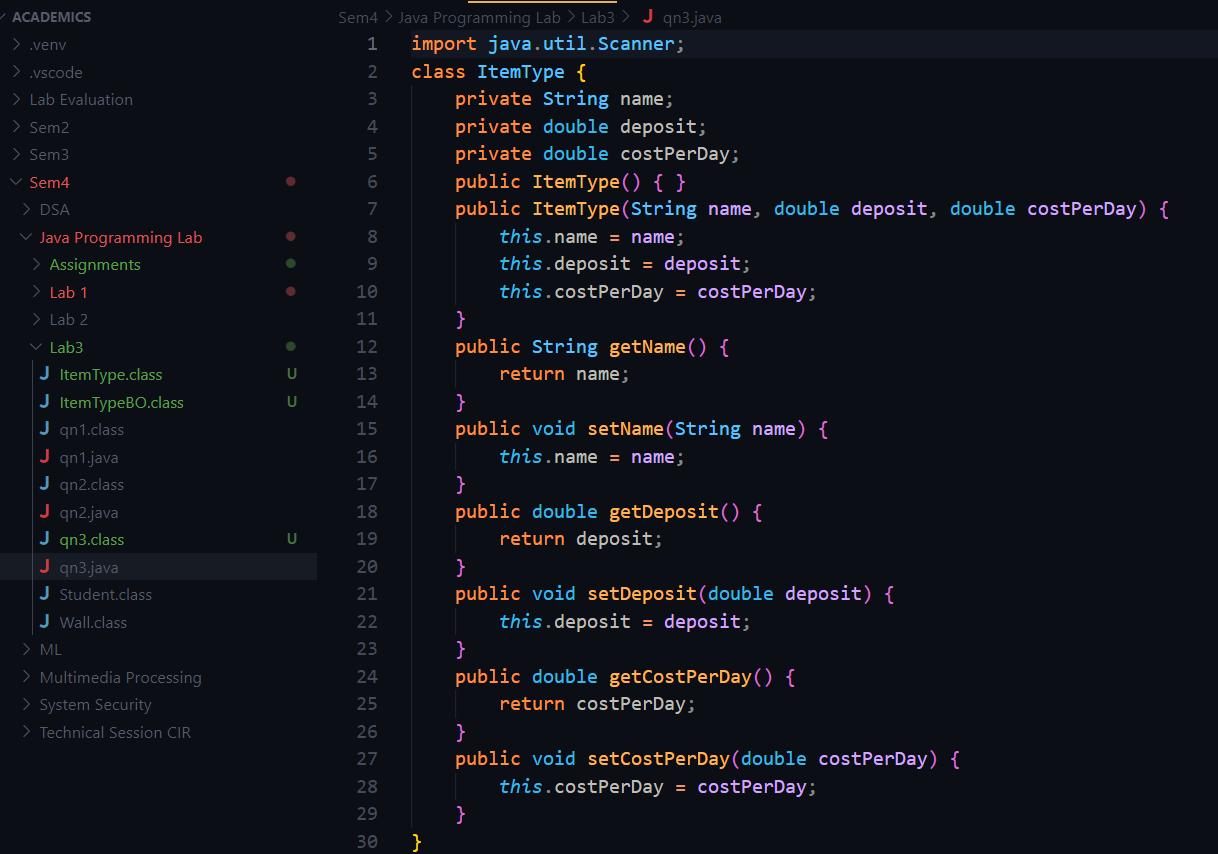 ACADEMICS
.venv
.vscode
Lab Evaluation
Sem2
Sem3
Sem4
DSA
Java Programming Lab
Assignments
Lab 1
Lab 2
Lab3
J ItemType.class U
J ItemTypeBO.class U
J qn1.class
J qn1.java
J qn2.class
J qn2.java
J qn3.class U
J qn3.java
J Student.class
J Wall.class
ML
Multimedia Processing
System Security
Technical Session CIR
Sem4 > Java Programming Lab > Lab3 > J qn3.java
1 import java.util.Scanner;
2 class ItemType {
3     private String name;
4     private double deposit;
5     private double costPerDay;
6     public ItemType() { }
7     public ItemType(String name, double deposit, double costPerDay) {
8         this.name = name;
9         this.deposit = deposit;
10         this.costPerDay = costPerDay;
11     }
12     public String getName() {
13         return name;
14     }
15     public void setName(String name) {
16         this.name = name;
17     }
18     public double getDeposit() {
19         return deposit;
20     }
21     public void setDeposit(double deposit) {
22         this.deposit = deposit;
23     }
24     public double getCostPerDay() {
25         return costPerDay;
26     }
27     public void setCostPerDay(double costPerDay) {
28         this.costPerDay = costPerDay;
29     }
30 }